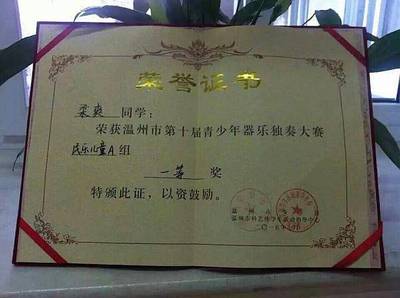 荣誉证书
梁爽 同学：
荣获温州市第十届青少年器乐独奏大赛
民乐儿童A组
一等 奖
特颁此证，以资鼓励。